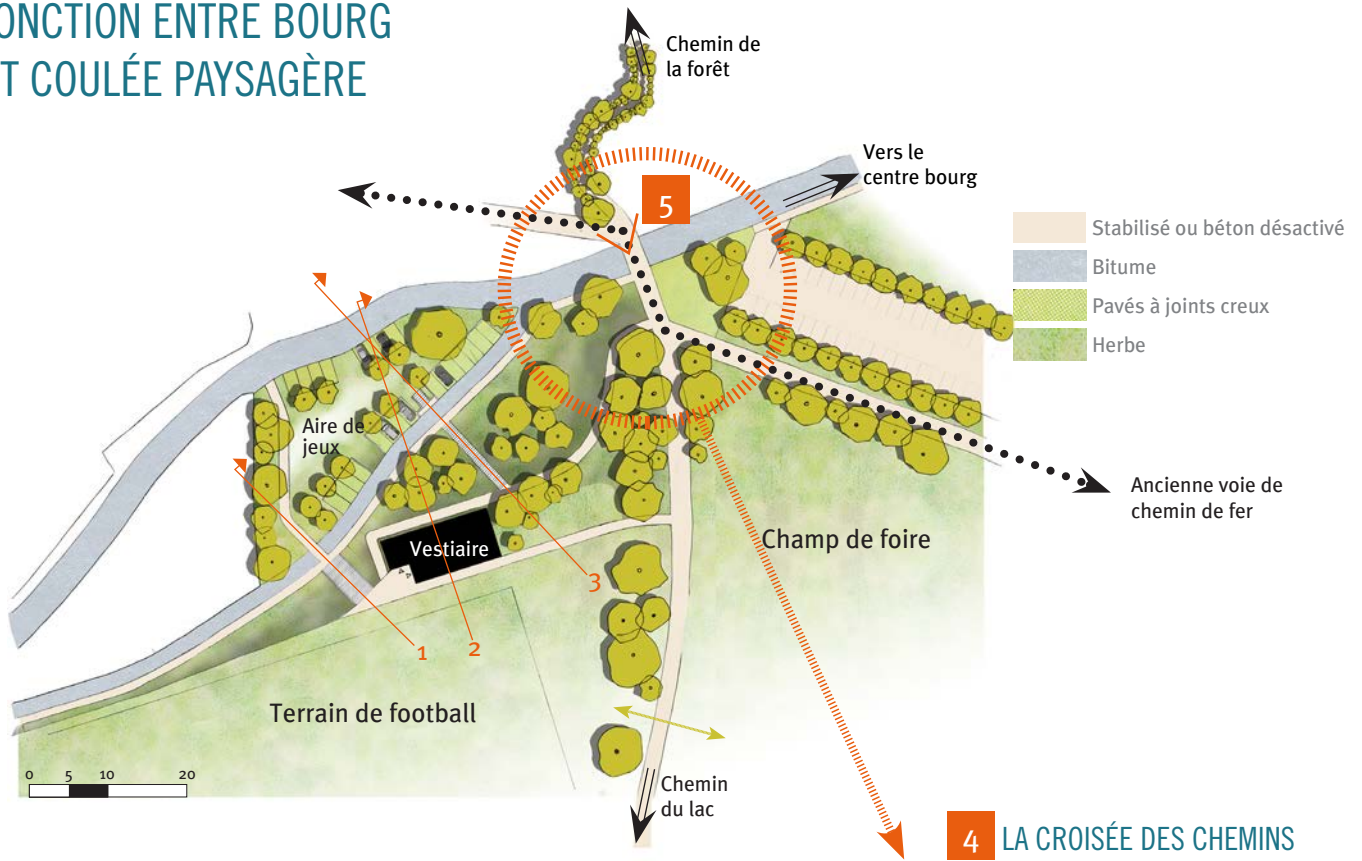 ONCTION ENTRE BOURG
T COULÉE PAYSAGÈRE
Chemin de
la forêt
Vers le
centre bourg
5
Stabilisé ou béton désactivé
Bitume
Pavés à joints creux
Herbe
Aire de
jeux
Vestiaire
Ancienne voie de
chemin de fer
Champ de foire
3
1
2
Terrain de football
0 5 10 20
Chemin
du lac
4 LA CROISÉE DES CHEMINS